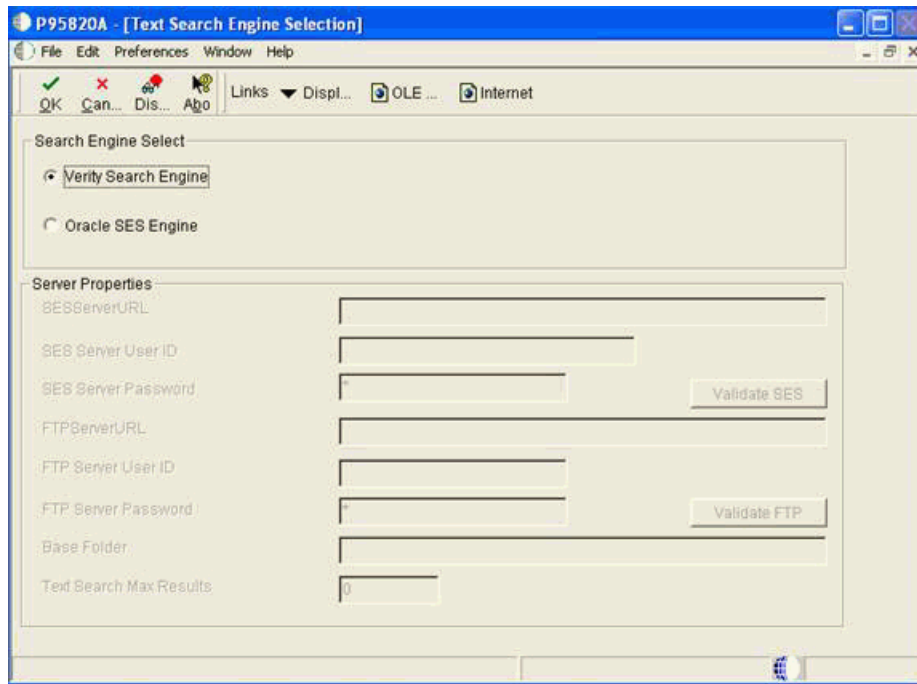 P95820A - [Text Search Engine Selection]
File Edit Preferences Window Help
OK Can... Dis... Abo Links Displ... OLE ... Internet
Search Engine Select
Verity Search Engine
Oracle SES Engine
Server Properties
SESServerURL
SES Server User ID
SES Server Password * Validate SES
FTPServerURL
FTP Server User ID
FTP Server Password * Validate FTP
Base Folder
Text Search Max Results 0